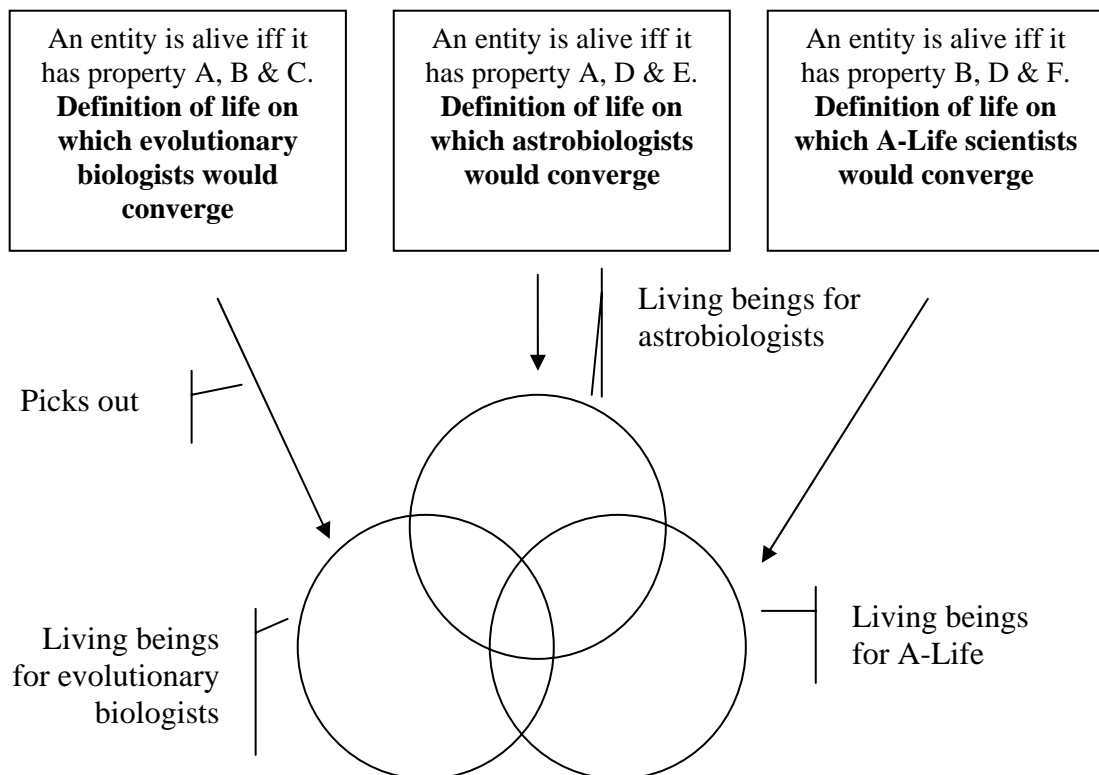 An entity is alive iff it
has property A, B & C.
Definition of life on
which evolutionary
biologists would
converge
An entity is alive iff it
has property A, D & E.
Definition of life on
which astrobiologists
would converge
An entity is alive iff it
has property B, D & F.
Definition of life on
which A-Life scientists
would converge
Living beings for
astrobiologists
Picks out
Living beings
for evolutionary
biologists
Living beings
for A-Life